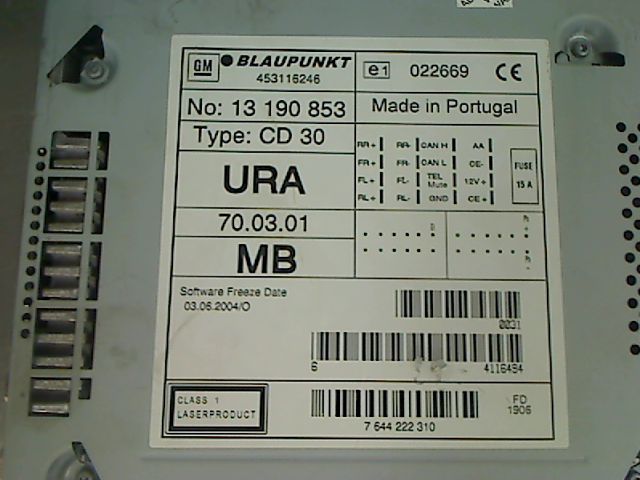 GM BLAUPUNKT
453116246
e1 022669 CE
No: 13 190 853
Made in Portugal
Type: CD 30
URA
70.03.01
MB
RR+ RR- CAN H AA
FR+ FR- CAN L CE-
FL+ FL- TEL Mute 12V+
RL+ RL- GND CE+
FUSE
15 A
Software Freeze Date
03.06.2004/O
0031
6 4116494
CLASS 1
LASERPRODUCT
7 644 222 310
FD
1906